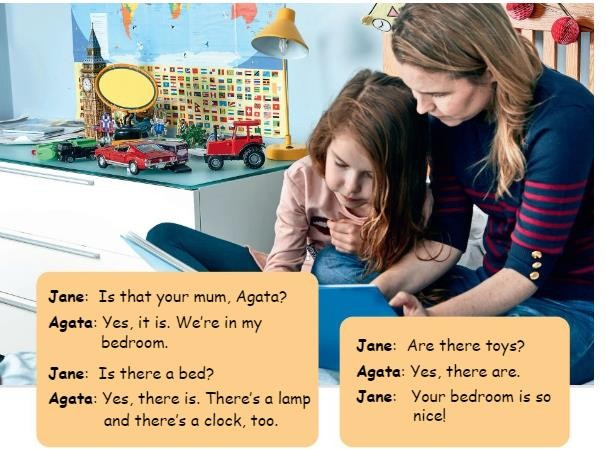 Jane: Is that your mum, Agata?
Agata: Yes, it is. We're in my
bedroom.
Jane: Is there a bed?
Agata: Yes, there is. There's a lamp
and there's a clock, too.
Jane: Are there toys?
Agata: Yes, there are.
Jane: Your bedroom is so
nice!